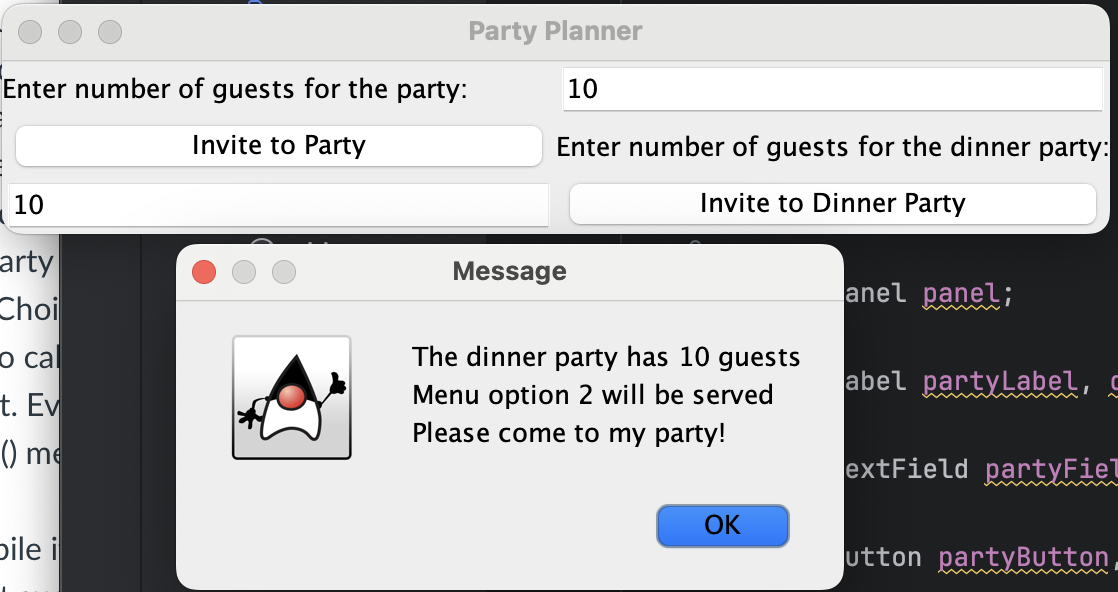 Party Planner
Enter number of guests for the party:
10
Invite to Party
Enter number of guests for the dinner party:
10
Invite to Dinner Party
arty
Choi
t. Ev
() me
Message
The dinner party has 10 guests
Menu option 2 will be served
Please come to my party!
OK
anel panel;
abel partyLabel,
extField partyFiel
utton partyButton,